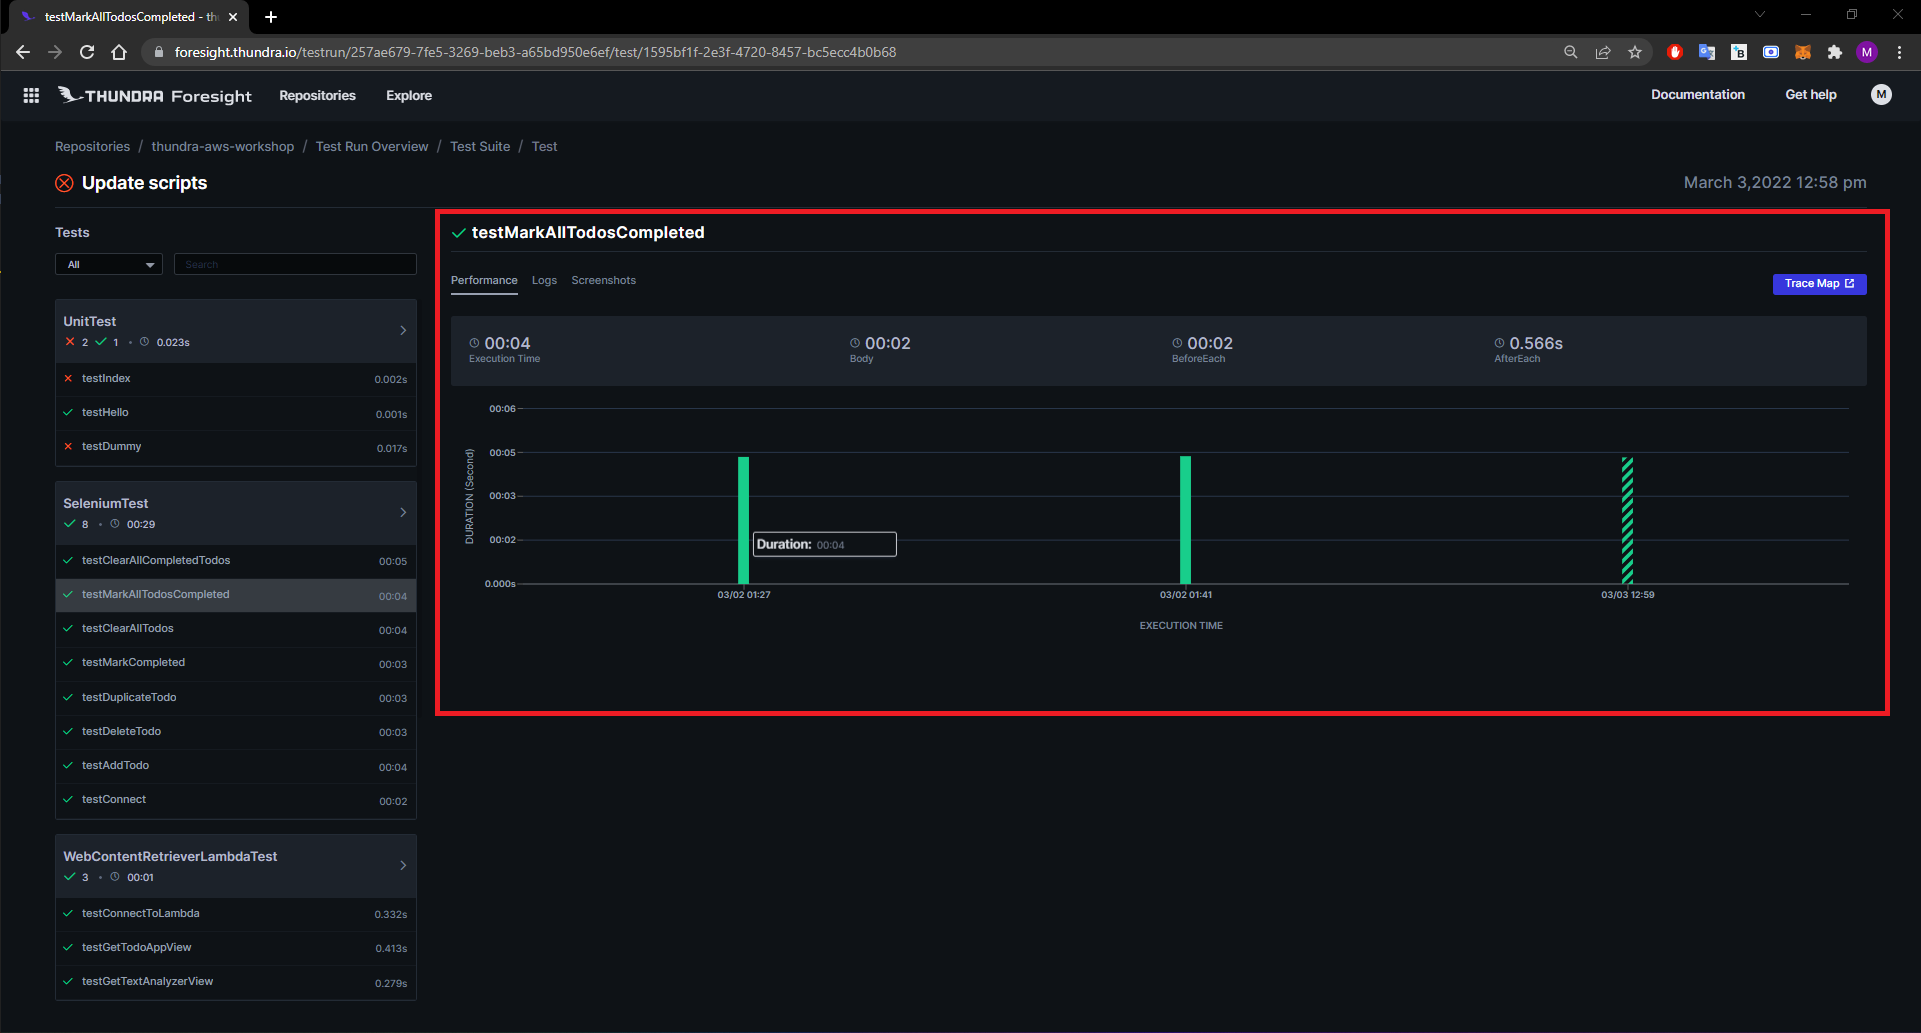 testMarkAllTodosCompleted - th
foresight.thundra.io/testrun/257ae679-7fe5-3269-beb3-a65bd950e6ef/test/1595bf1f-2e3f-4720-8457-bc5ecc4b0b68
B
M
THUNDRA Foresight
Repositories
Explore
Documentation
Get help
M
Repositories / thundra-aws-workshop / Test Run Overview / Test Suite / Test
Update scripts
March 3,2022 12:58 pm
Tests
All
Search
UnitTest
2 1 • 0.023s
testIndex 0.002s
testHello 0.001s
testDummy 0.017s
SeleniumTest
8 • 00:29
testClearAllCompletedTodos 00:05
testMarkAllTodosCompleted 00:04
testClearAllTodos 00:04
testMarkCompleted 00:03
testDuplicateTodo 00:03
testDeleteTodo 00:03
testAddTodo 00:04
testConnect 00:02
WebContentRetrieverLambdaTest
3 • 00:01
testConnectToLambda 0.332s
testGetTodoAppView 0.413s
testGetTextAnalyzerView 0.279s
testMarkAllTodosCompleted
Performance Logs Screenshots
Trace Map
00:04
Execution Time
00:02
Body
00:02
BeforeEach
0.566s
AfterEach
DURATION (Second)
00:06
00:05
00:03
00:02
0.000s
Duration: 00:04
03/02 01:27
03/02 01:41
03/03 12:59
EXECUTION TIME